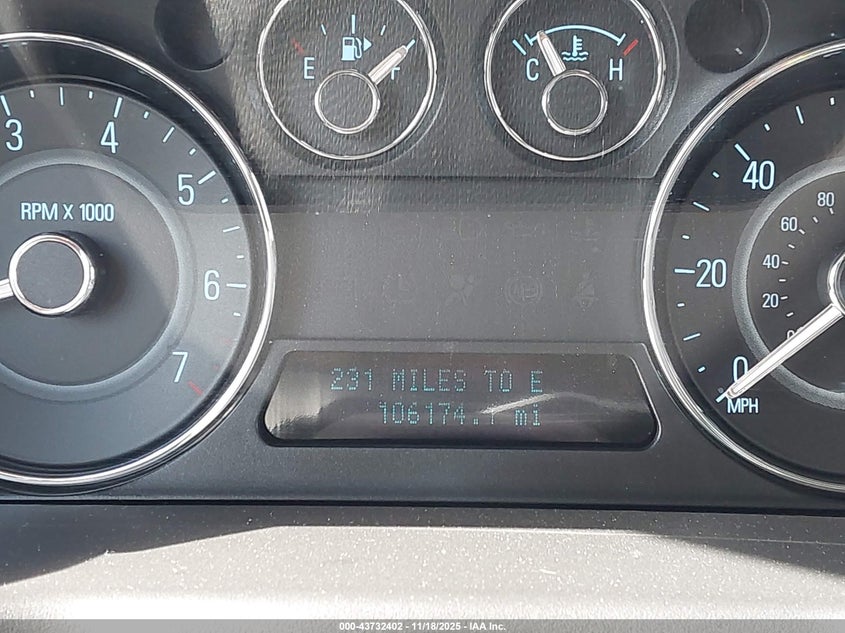 E F
C H
3 4 5 6 7
RPM X 1000
40
20
0
MPH
80
60
40
20
231 MILES TO E
106174.1 mi
000-43732402 — 11/18/2025 — IAA Inc.